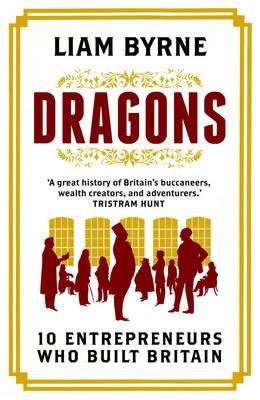 LIAM BYRNE
DRAGONS
‘A great history of Britain’s buccaneers,
wealth creators, and adventurers.’
TRISTRAM HUNT
10 ENTREPRENEURS
WHO BUILT BRITAIN